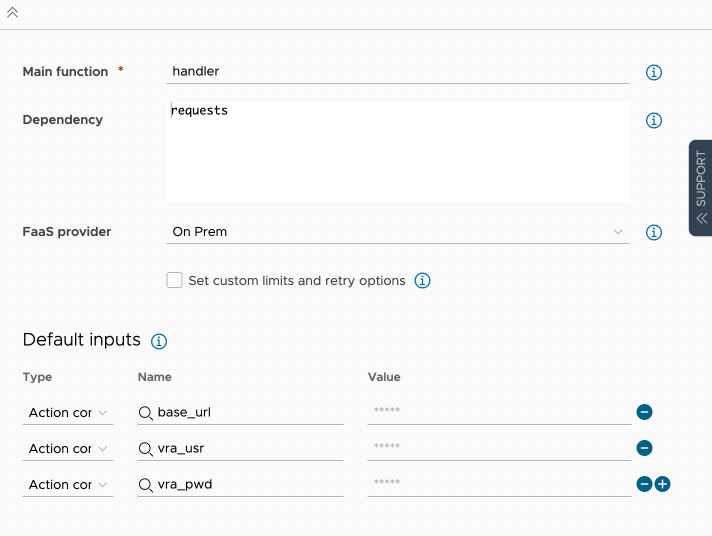 Main function *
handler
Dependency
requests
SUPPORT
FaaS provider
On Prem
Set custom limits and retry options
Default inputs
Type Name Value
Action cor base_url *****
Action cor vra_usr *****
Action cor vra_pwd *****